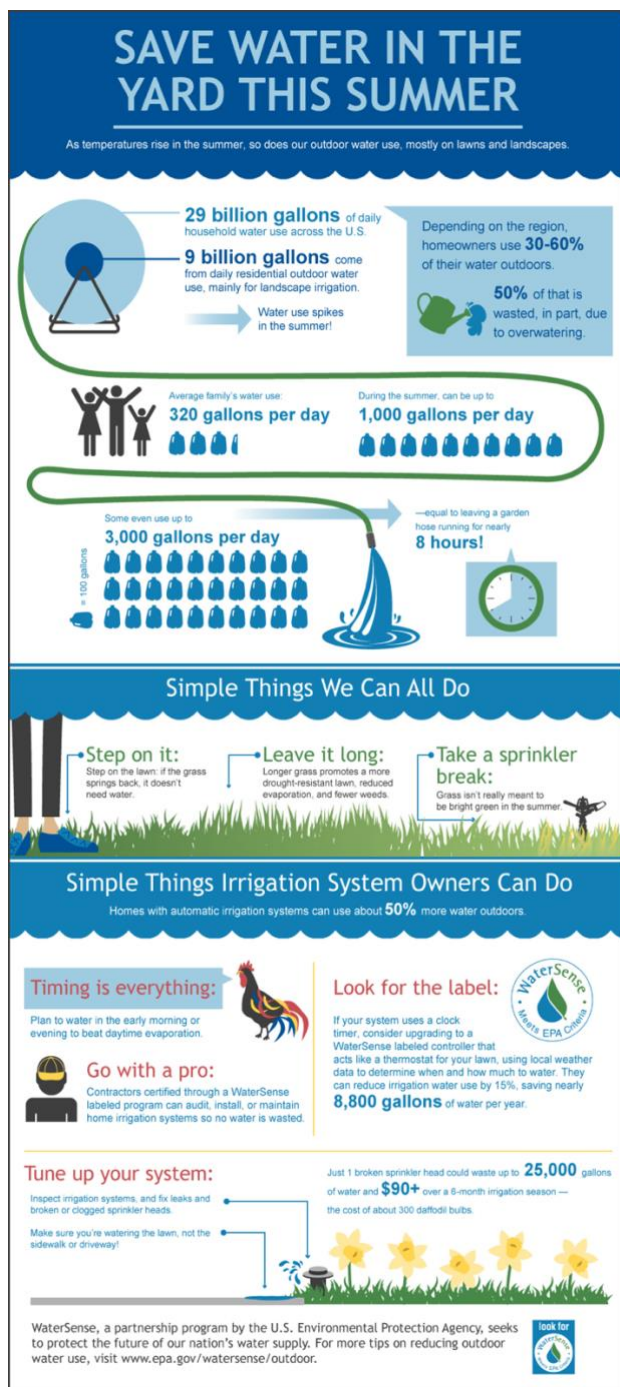 SAVE WATER IN THE
YARD THIS SUMMER
As temperatures rise in the summer, so does our outdoor water use, mostly on lawns and landscapes.
29 billion gallons of daily
household water use across the U.S.
9 billion gallons come
from daily residential outdoor water
use, mainly for landscape irrigation.
Water use spikes
in the summer!
Depending on the region,
homeowners use 30-60%
of their water outdoors.
50% of that is
wasted, in part, due
to overwatering.
Average family's water use:
320 gallons per day
During the summer, can be up to
1,000 gallons per day
Some even use up to
3,000 gallons per day
= 100 gallons
—equal to leaving a garden
hose running for nearly
8 hours!
Simple Things We Can All Do
Step on it:
Step on the lawn: if the grass
springs back, it doesn't
need water.
Leave it long:
Longer grass promotes a more
drought-resistant lawn, reduced
evaporation, and fewer weeds.
Take a sprinkler
break:
Grass isn't really meant to
be bright green in the summer.
Simple Things Irrigation System Owners Can Do
Homes with automatic irrigation systems can use about 50% more water outdoors.
Timing is everything:
Plan to water in the early morning or
evening to beat daytime evaporation.
Go with a pro:
Contractors certified through a WaterSense
labeled program can audit, install, or maintain
home irrigation systems so no water is wasted.
Look for the label:
WaterSense
Meets EPA Criteria
If your system uses a clock
timer, consider upgrading to a
WaterSense labeled controller that
acts like a thermostat for your lawn, using local weather
data to determine when and how much to water. They
can reduce irrigation water use by 15%, saving nearly
8,800 gallons of water per year.
Tune up your system:
Inspect irrigation systems, and fix leaks and
broken or clogged sprinkler heads.
Make sure you're watering the lawn, not the
sidewalk or driveway!
Just 1 broken sprinkler head could waste up to 25,000 gallons
of water and $90+ over a 6-month irrigation season —
the cost of about 300 daffodil bulbs.
WaterSense, a partnership program by the U.S. Environmental Protection Agency, seeks
to protect the future of our nation's water supply. For more tips on reducing outdoor
water use, visit www.epa.gov/watersense/outdoor.
look for
WaterSense
Meets EPA Criteria